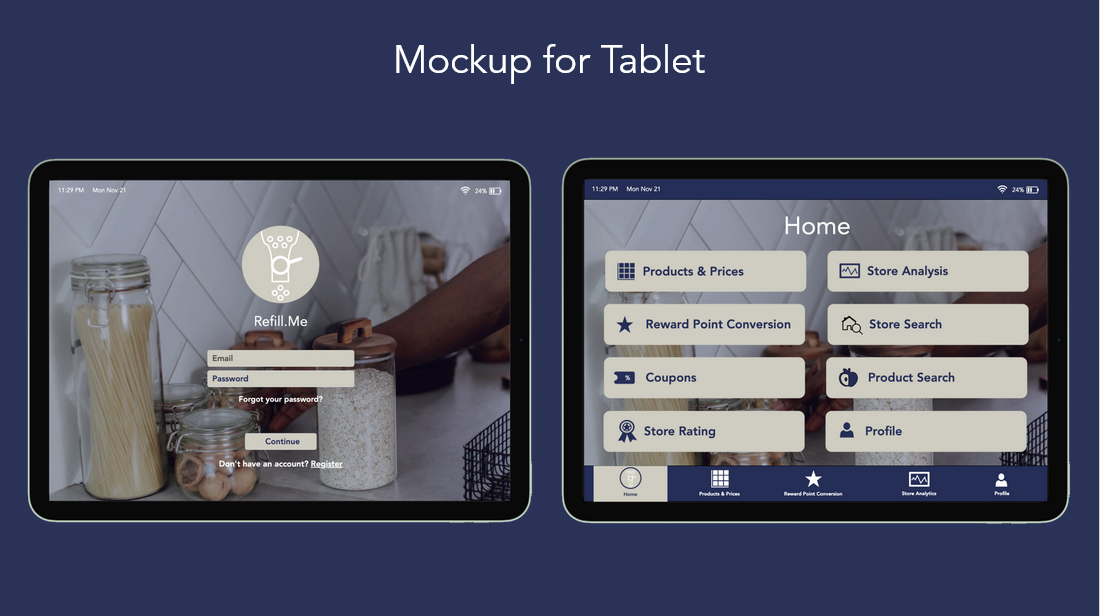 Mockup for Tablet
11:29 PM Mon Nov 21
24%
Refill.Me
Email
Password
Forgot your password?
Continue
Don't have an account? Register
11:29 PM Mon Nov 21
24%
Home
Products & Prices
Store Analysis
Reward Point Conversion
Store Search
%
Coupons
Product Search
Store Rating
Profile
Home
Products & Prices
Reward Point Conversion
Store Analytics
Profile